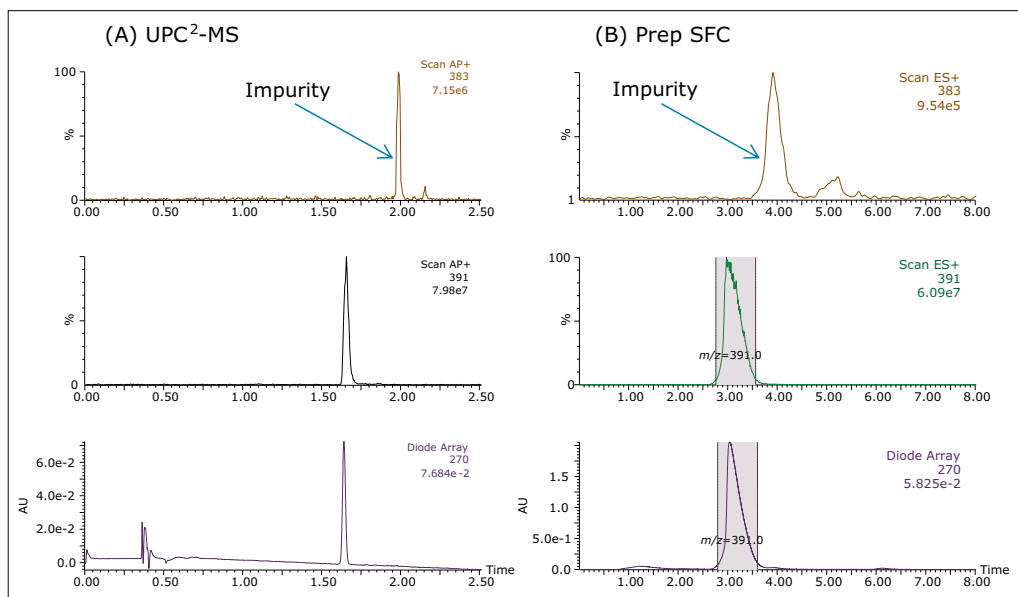 (A) UPC²-MS
Scan AP+
383
7.15e6
100
Impurity
%
0
0.00 0.50 1.00 1.50 2.00 2.50
Scan AP+
391
7.98e7
%
0
0.00 0.50 1.00 1.50 2.00 2.50
Diode Array
270
7.684e-2
6.0e-2
4.0e-2
AU
2.0e-2
0.0
Time
0.00 0.50 1.00 1.50 2.00 2.50
(B) Prep SFC
Scan ES+
383
9.54e5
1
Impurity
%
1
1.00 2.00 3.00 4.00 5.00 6.00 7.00 8.00
Scan ES+
391
6.09e7
100
%
m/z=391.0
0
1.00 2.00 3.00 4.00 5.00 6.00 7.00 8.00
Diode Array
270
5.825e-2
1.5
1.0
AU
5.0e-1
m/z=391.0
0.0
Time
0.00 1.00 2.00 3.00 4.00 5.00 6.00 7.00 8.00